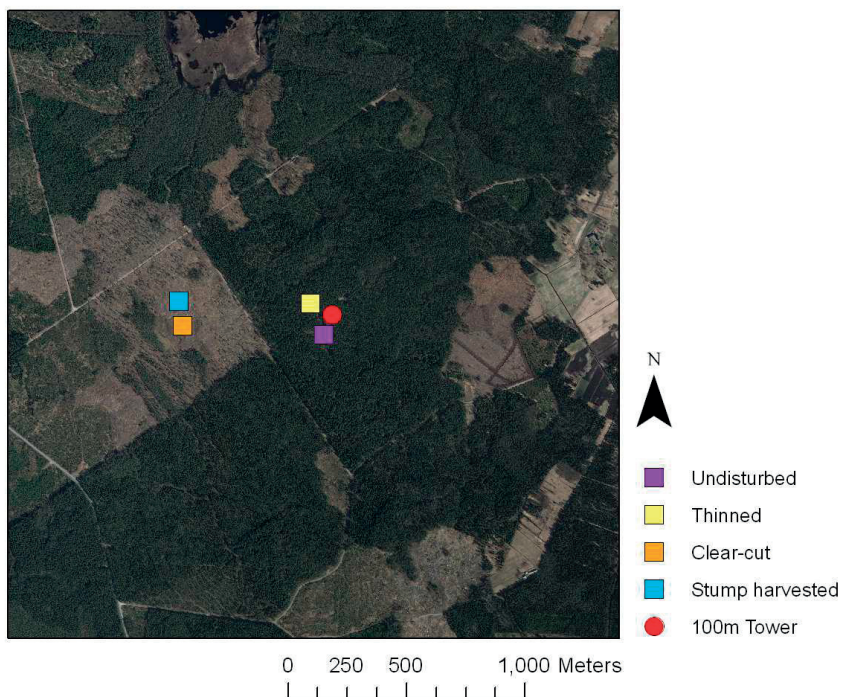 N
Undisturbed
Thinned
Clear-cut
Stump harvested
100m Tower
0 250 500 1,000 Meters